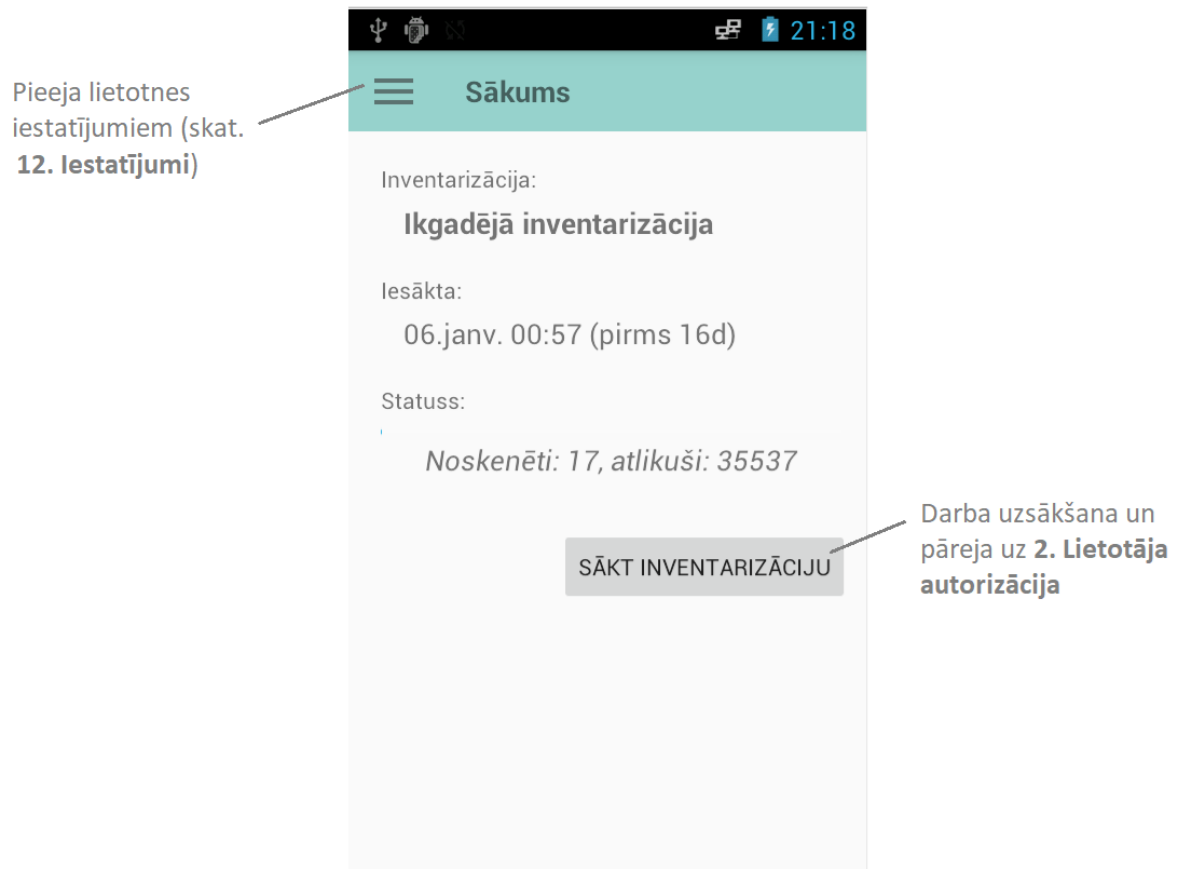 21:18
Pieeja lietotnes
iestatījumiem (skat.
12. Iestatījumi)
Sākums
Inventarizācija:
Ikgadējā inventarizācija
Iesākta:
06.janv. 00:57 (pirms 16d)
Statuss:
Noskenēti: 17, atlikuši: 35537
SĀKT INVENTARIZĀCIJU
Darba uzsākšana un
pāreja uz 2. Lietotāja
autorizācija